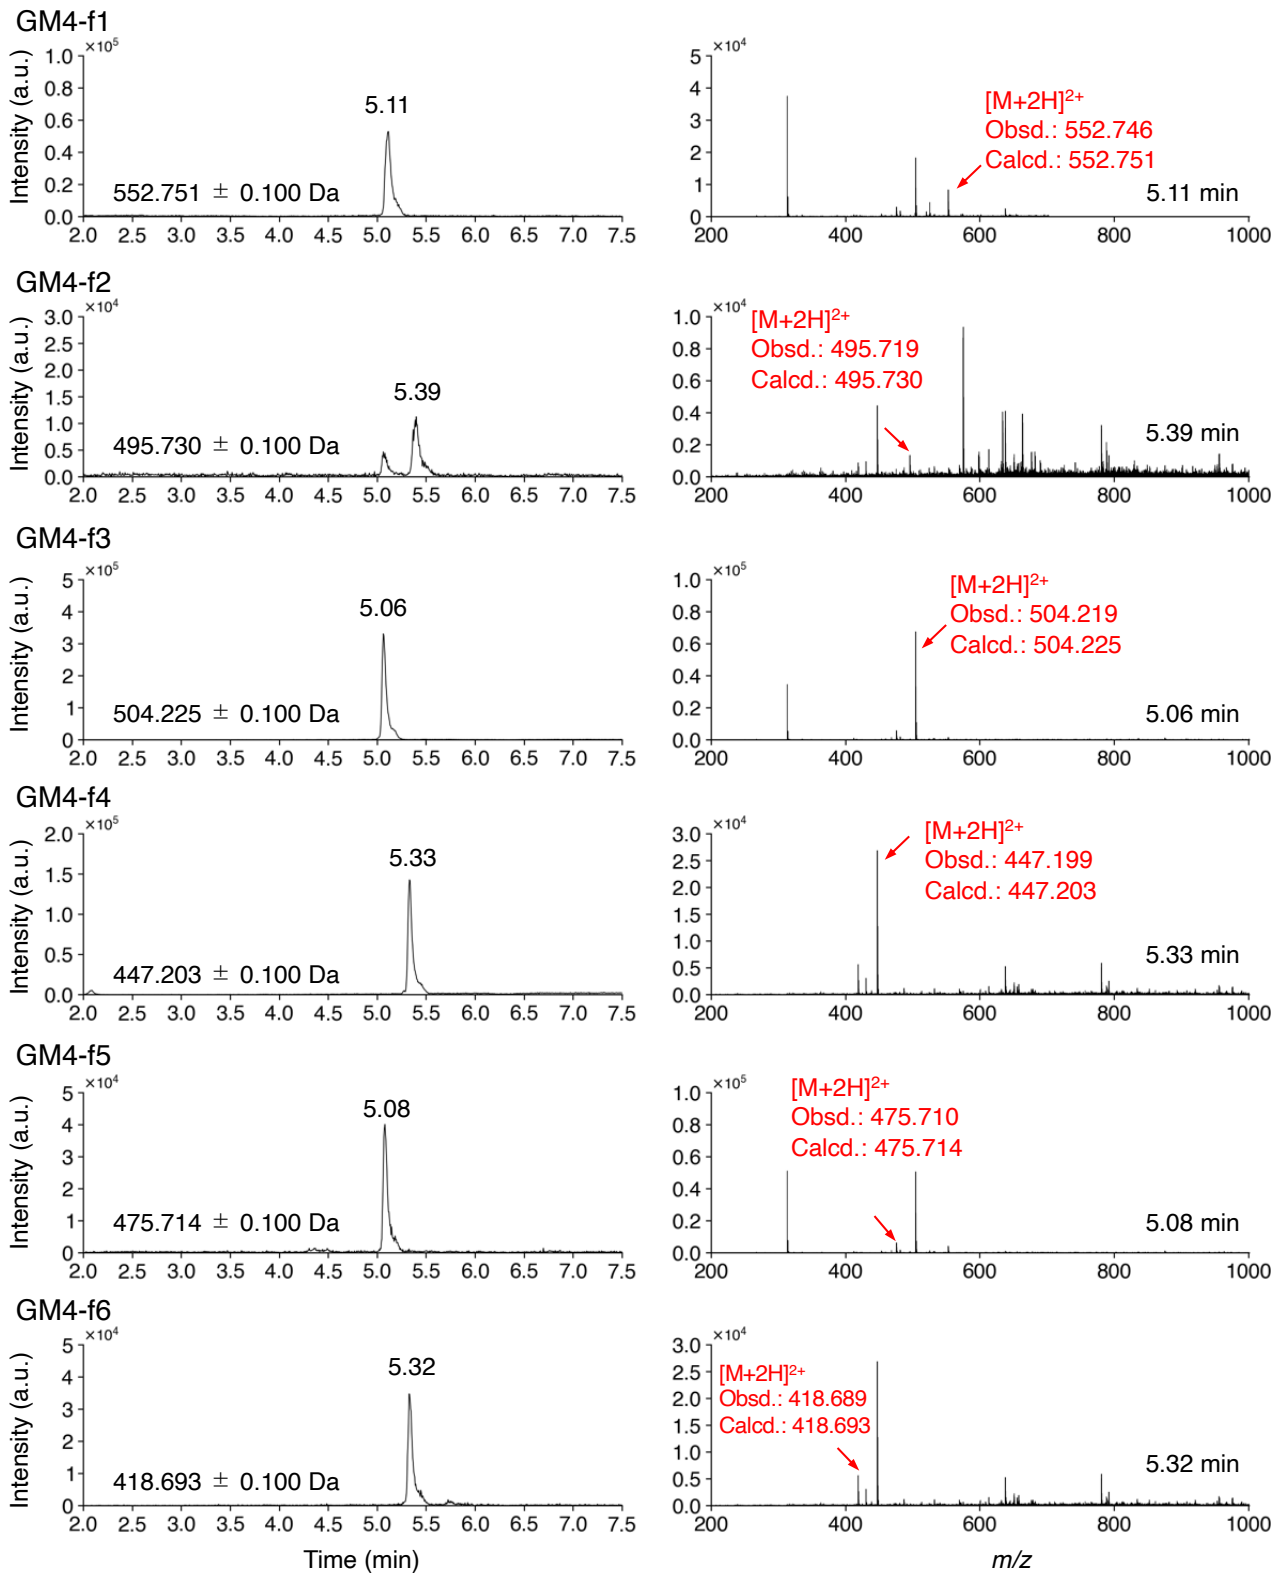 GM4-f1
×10⁵
Intensity (a.u.)
1.0
0.8
0.6
0.4
0.2
0.0
5.11
552.751 ± 0.100 Da
2.0 2.5 3.0 3.5 4.0 4.5 5.0 5.5 6.0 6.5 7.0 7.5
×10⁴
5
4
3
2
1
0
[M+2H]²⁺
Obsd.: 552.746
Calcd.: 552.751
5.11 min
200 400 600 800 1000
GM4-f2
×10⁴
Intensity (a.u.)
3.0
2.5
2.0
1.5
1.0
0.5
0.0
5.39
495.730 ± 0.100 Da
2.0 2.5 3.0 3.5 4.0 4.5 5.0 5.5 6.0 6.5 7.0 7.5
×10⁴
1.0
0.8
0.6
0.4
0.2
0.0
[M+2H]²⁺
Obsd.: 495.719
Calcd.: 495.730
5.39 min
400 600 800 1000
GM4-f3
×10⁵
Intensity (a.u.)
5
4
3
2
1
0
5.06
504.225 ± 0.100 Da
2.0 2.5 3.0 3.5 4.0 4.5 5.0 5.5 6.0 6.5 7.0 7.5
×10⁵
1.0
0.8
0.6
0.4
0.2
0.0
[M+2H]²⁺
Obsd.: 504.219
Calcd.: 504.225
5.06 min
200 400 600 800 1000
GM4-f4
×10⁵
Intensity (a.u.)
2.0
1.5
1.0
0.5
0.0
5.33
447.203 ± 0.100 Da
2.0 2.5 3.0 3.5 4.0 4.5 5.0 5.5 6.0 6.5 7.0 7.5
×10⁴
3.0
2.5
2.0
1.5
1.0
0.5
0.0
[M+2H]²⁺
Obsd.: 447.199
Calcd.: 447.203
5.33 min
200 400 600 800 1000
GM4-f5
×10⁴
Intensity (a.u.)
5
4
3
2
1
0
5.08
475.714 ± 0.100 Da
2.0 2.5 3.0 3.5 4.0 4.5 5.0 5.5 6.0 6.5 7.0 7.5
×10⁵
1.0
0.8
0.6
0.4
0.2
0.0
[M+2H]²⁺
Obsd.: 475.710
Calcd.: 475.714
5.08 min
200 400 600 800 1000
GM4-f6
×10⁴
Intensity (a.u.)
5
4
3
2
1
0
5.32
418.693 ± 0.100 Da
2.0 2.5 3.0 3.5 4.0 4.5 5.0 5.5 6.0 6.5 7.0 7.5
Time (min)
×10⁴
3.0
2.5
2.0
1.5
1.0
0.5
0.0
[M+2H]²⁺
Obsd.: 418.689
Calcd.: 418.693
5.32 min
200 400 600 800 1000
m/z